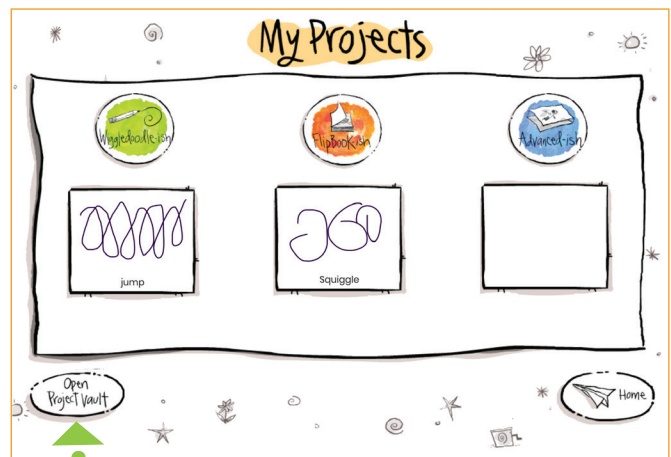 My Projects
Wiggledoodle-ish
FlipBook-ish
Advanced-ish
jump
Squiggle
Open
Project Vault
Home